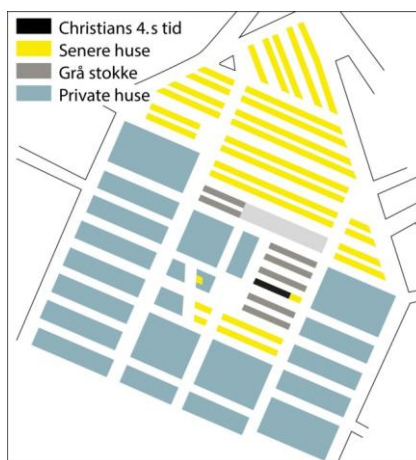 Christians 4.s tid
Senere huse
Grå stokke
Private huse